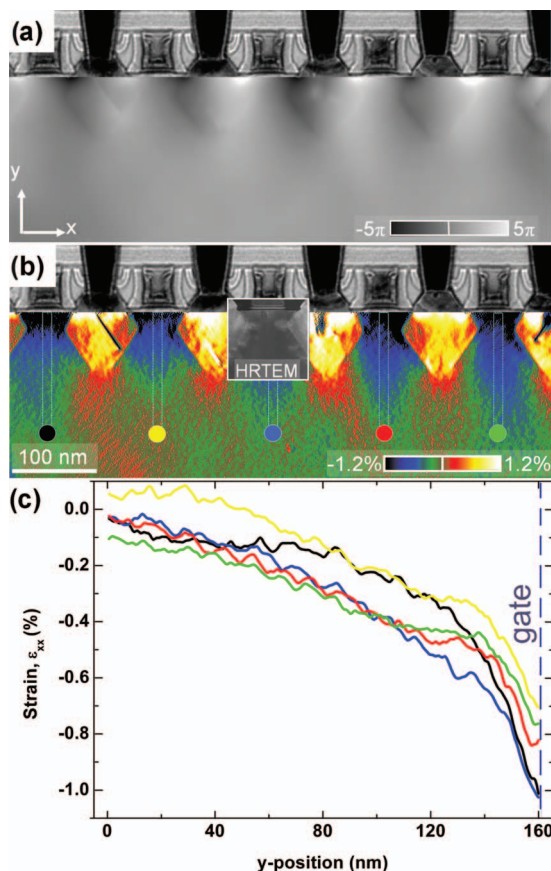 (a)
y
x
-5π 5π
(b)
HRTEM
100 nm
-1.2% 1.2%
(c)
0.0
-0.2
-0.4
-0.6
-0.8
-1.0
Strain, εxx (%)
gate
0 40 80 120 160
y-position (nm)